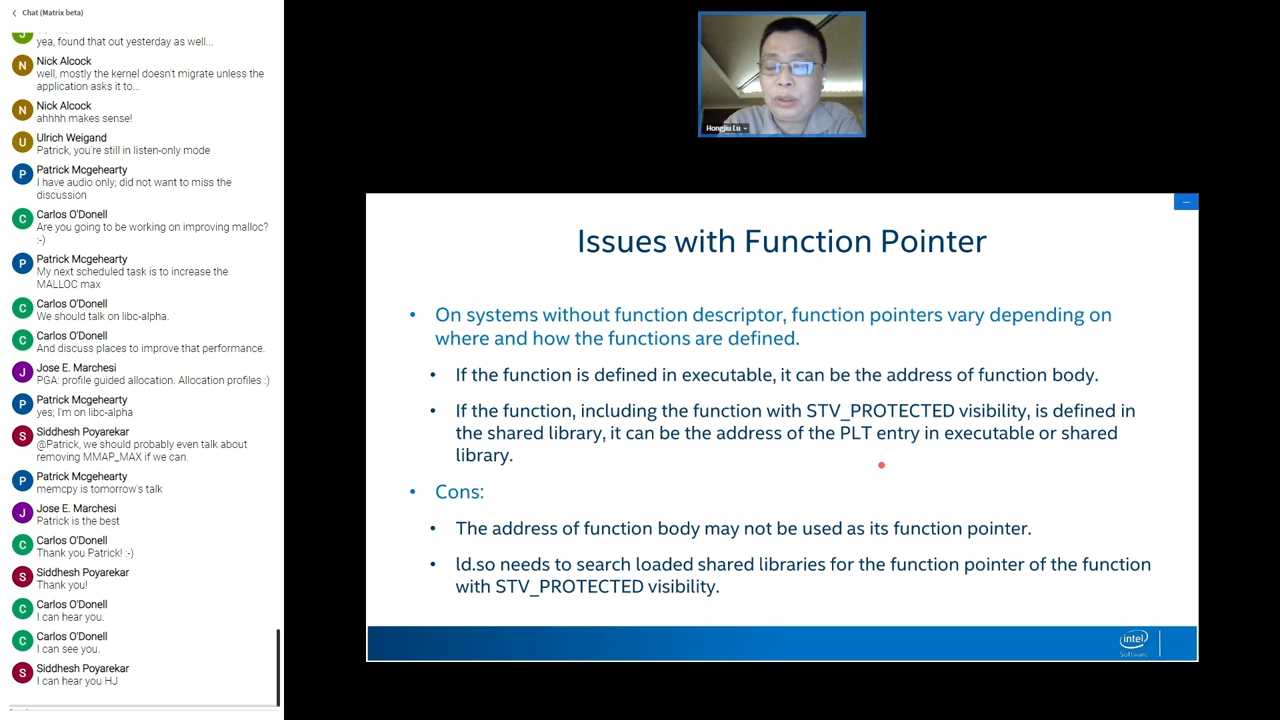 Chat (Matrix beta)
yea, found that out yesterday as well...
N
Nick Alcock
well, mostly the kernel doesn't migrate unless the
application asks it to...
N
Nick Alcock
ahhhh makes sense!
U
Ulrich Weigand
Patrick, you're still in listen-only mode
P
Patrick Mcgehearty
I have audio only; did not want to miss the
discussion
C
Carlos O'Donell
Are you going to be working on improving malloc?
:-)
P
Patrick Mcgehearty
My next scheduled task is to increase the
MALLOC max
C
Carlos O'Donell
We should talk on libc-alpha.
C
Carlos O'Donell
And discuss places to improve that performance.
J
Jose E. Marchesi
PGA: profile guided allocation. Allocation profiles :)
P
Patrick Mcgehearty
yes; I'm on libc-alpha
S
Siddhesh Poyarekar
@Patrick, we should probably even talk about
removing MMAP_MAX if we can.
P
Patrick Mcgehearty
memcpy is tomorrow's talk
J
Jose E. Marchesi
Patrick is the best
C
Carlos O'Donell
Thank you Patrick! :-)
S
Siddhesh Poyarekar
Thank you!
C
Carlos O'Donell
I can hear you.
C
Carlos O'Donell
I can see you.
S
Siddhesh Poyarekar
I can hear you HJ
Hongjiu Lu
Issues with Function Pointer
• On systems without function descriptor, function pointers vary depending on
where and how the functions are defined.
• If the function is defined in executable, it can be the address of function body.
• If the function, including the function with STV_PROTECTED visibility, is defined in
the shared library, it can be the address of the PLT entry in executable or shared
library.
• Cons:
• The address of function body may not be used as its function pointer.
• ld.so needs to search loaded shared libraries for the function pointer of the function
with STV_PROTECTED visibility.
intel
Software